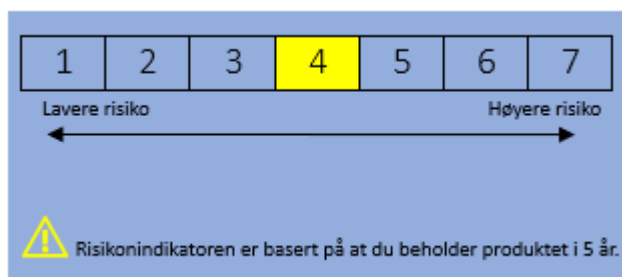 1 2 3 4 5 6 7
Lavere risiko Høyere risiko
Risikonindikatoren er basert på at du beholder produktet i 5 år.